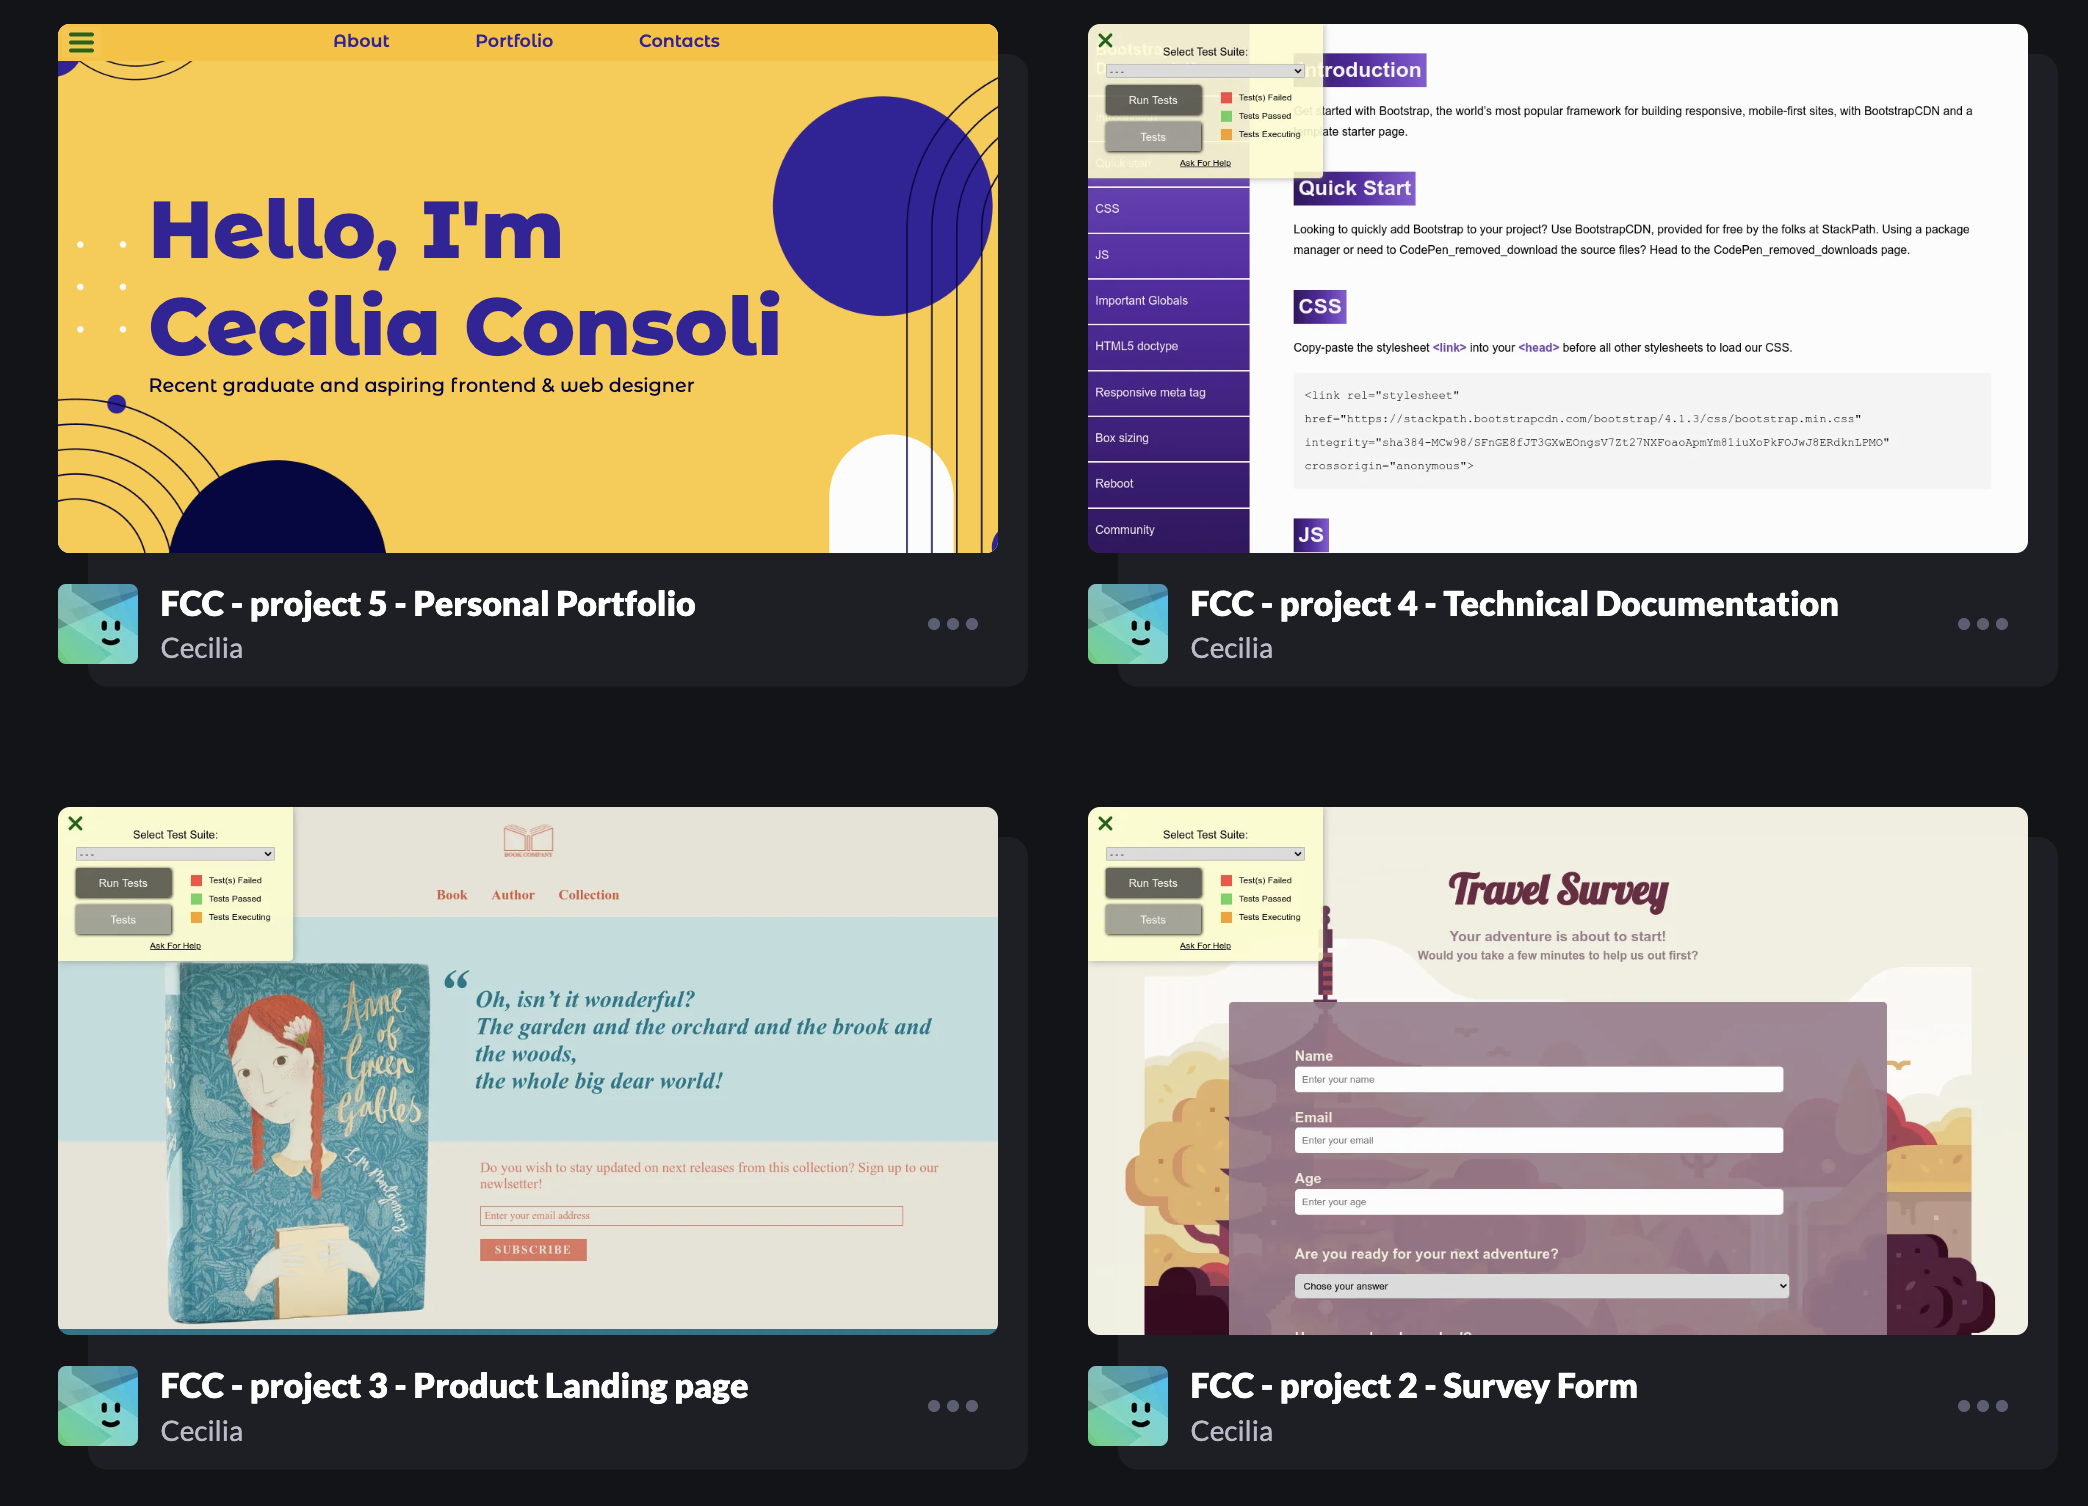 About Portfolio Contacts
Hello, I'm
Cecilia Consoli
Recent graduate and aspiring frontend & web designer
FCC - project 5 - Personal Portfolio
Cecilia
Select Test Suite:
- - -
Run Tests
Tests
Test(s) Failed
Tests Passed
Tests Executing
Ask For Help
Quick start
CSS
JS
Important Globals
HTML5 doctype
Responsive meta tag
Box sizing
Reboot
Community
Introduction
Get started with Bootstrap, the world's most popular framework for building responsive, mobile-first sites, with BootstrapCDN and a
template starter page.
Quick Start
Looking to quickly add Bootstrap to your project? Use BootstrapCDN, provided for free by the folks at StackPath. Using a package
manager or need to CodePen_removed_download the source files? Head to the CodePen_removed_downloads page.
CSS
Copy-paste the stylesheet <link> into your <head> before all other stylesheets to load our CSS.
<link rel="stylesheet"
href="https://stackpath.bootstrapcdn.com/bootstrap/4.1.3/css/bootstrap.min.css"
integrity="sha384-MCw98/SFnGE8fJT3GXwEOngsV7Zt27NXFoaoApmYm81iuXoPkFOJwJ8ERdknLPMO"
crossorigin="anonymous">
JS
FCC - project 4 - Technical Documentation
Cecilia
Select Test Suite:
- - -
Run Tests
Tests
Test(s) Failed
Tests Passed
Tests Executing
Ask For Help
BOOK COMPANY
Book Author Collection
Anne
of
Green
Gables
L.M. Montgomery
“ Oh, isn't it wonderful?
The garden and the orchard and the brook and
the woods,
the whole big dear world!
Do you wish to stay updated on next releases from this collection? Sign up to our
newlsetter!
Enter your email address
SUBSCRIBE
FCC - project 3 - Product Landing page
Cecilia
Select Test Suite:
- - -
Run Tests
Tests
Test(s) Failed
Tests Passed
Tests Executing
Ask For Help
Travel Survey
Your adventure is about to start!
Would you take a few minutes to help us out first?
Name
Enter your name
Email
Enter your email
Age
Enter your age
Are you ready for your next adventure?
Chose your answer
FCC - project 2 - Survey Form
Cecilia